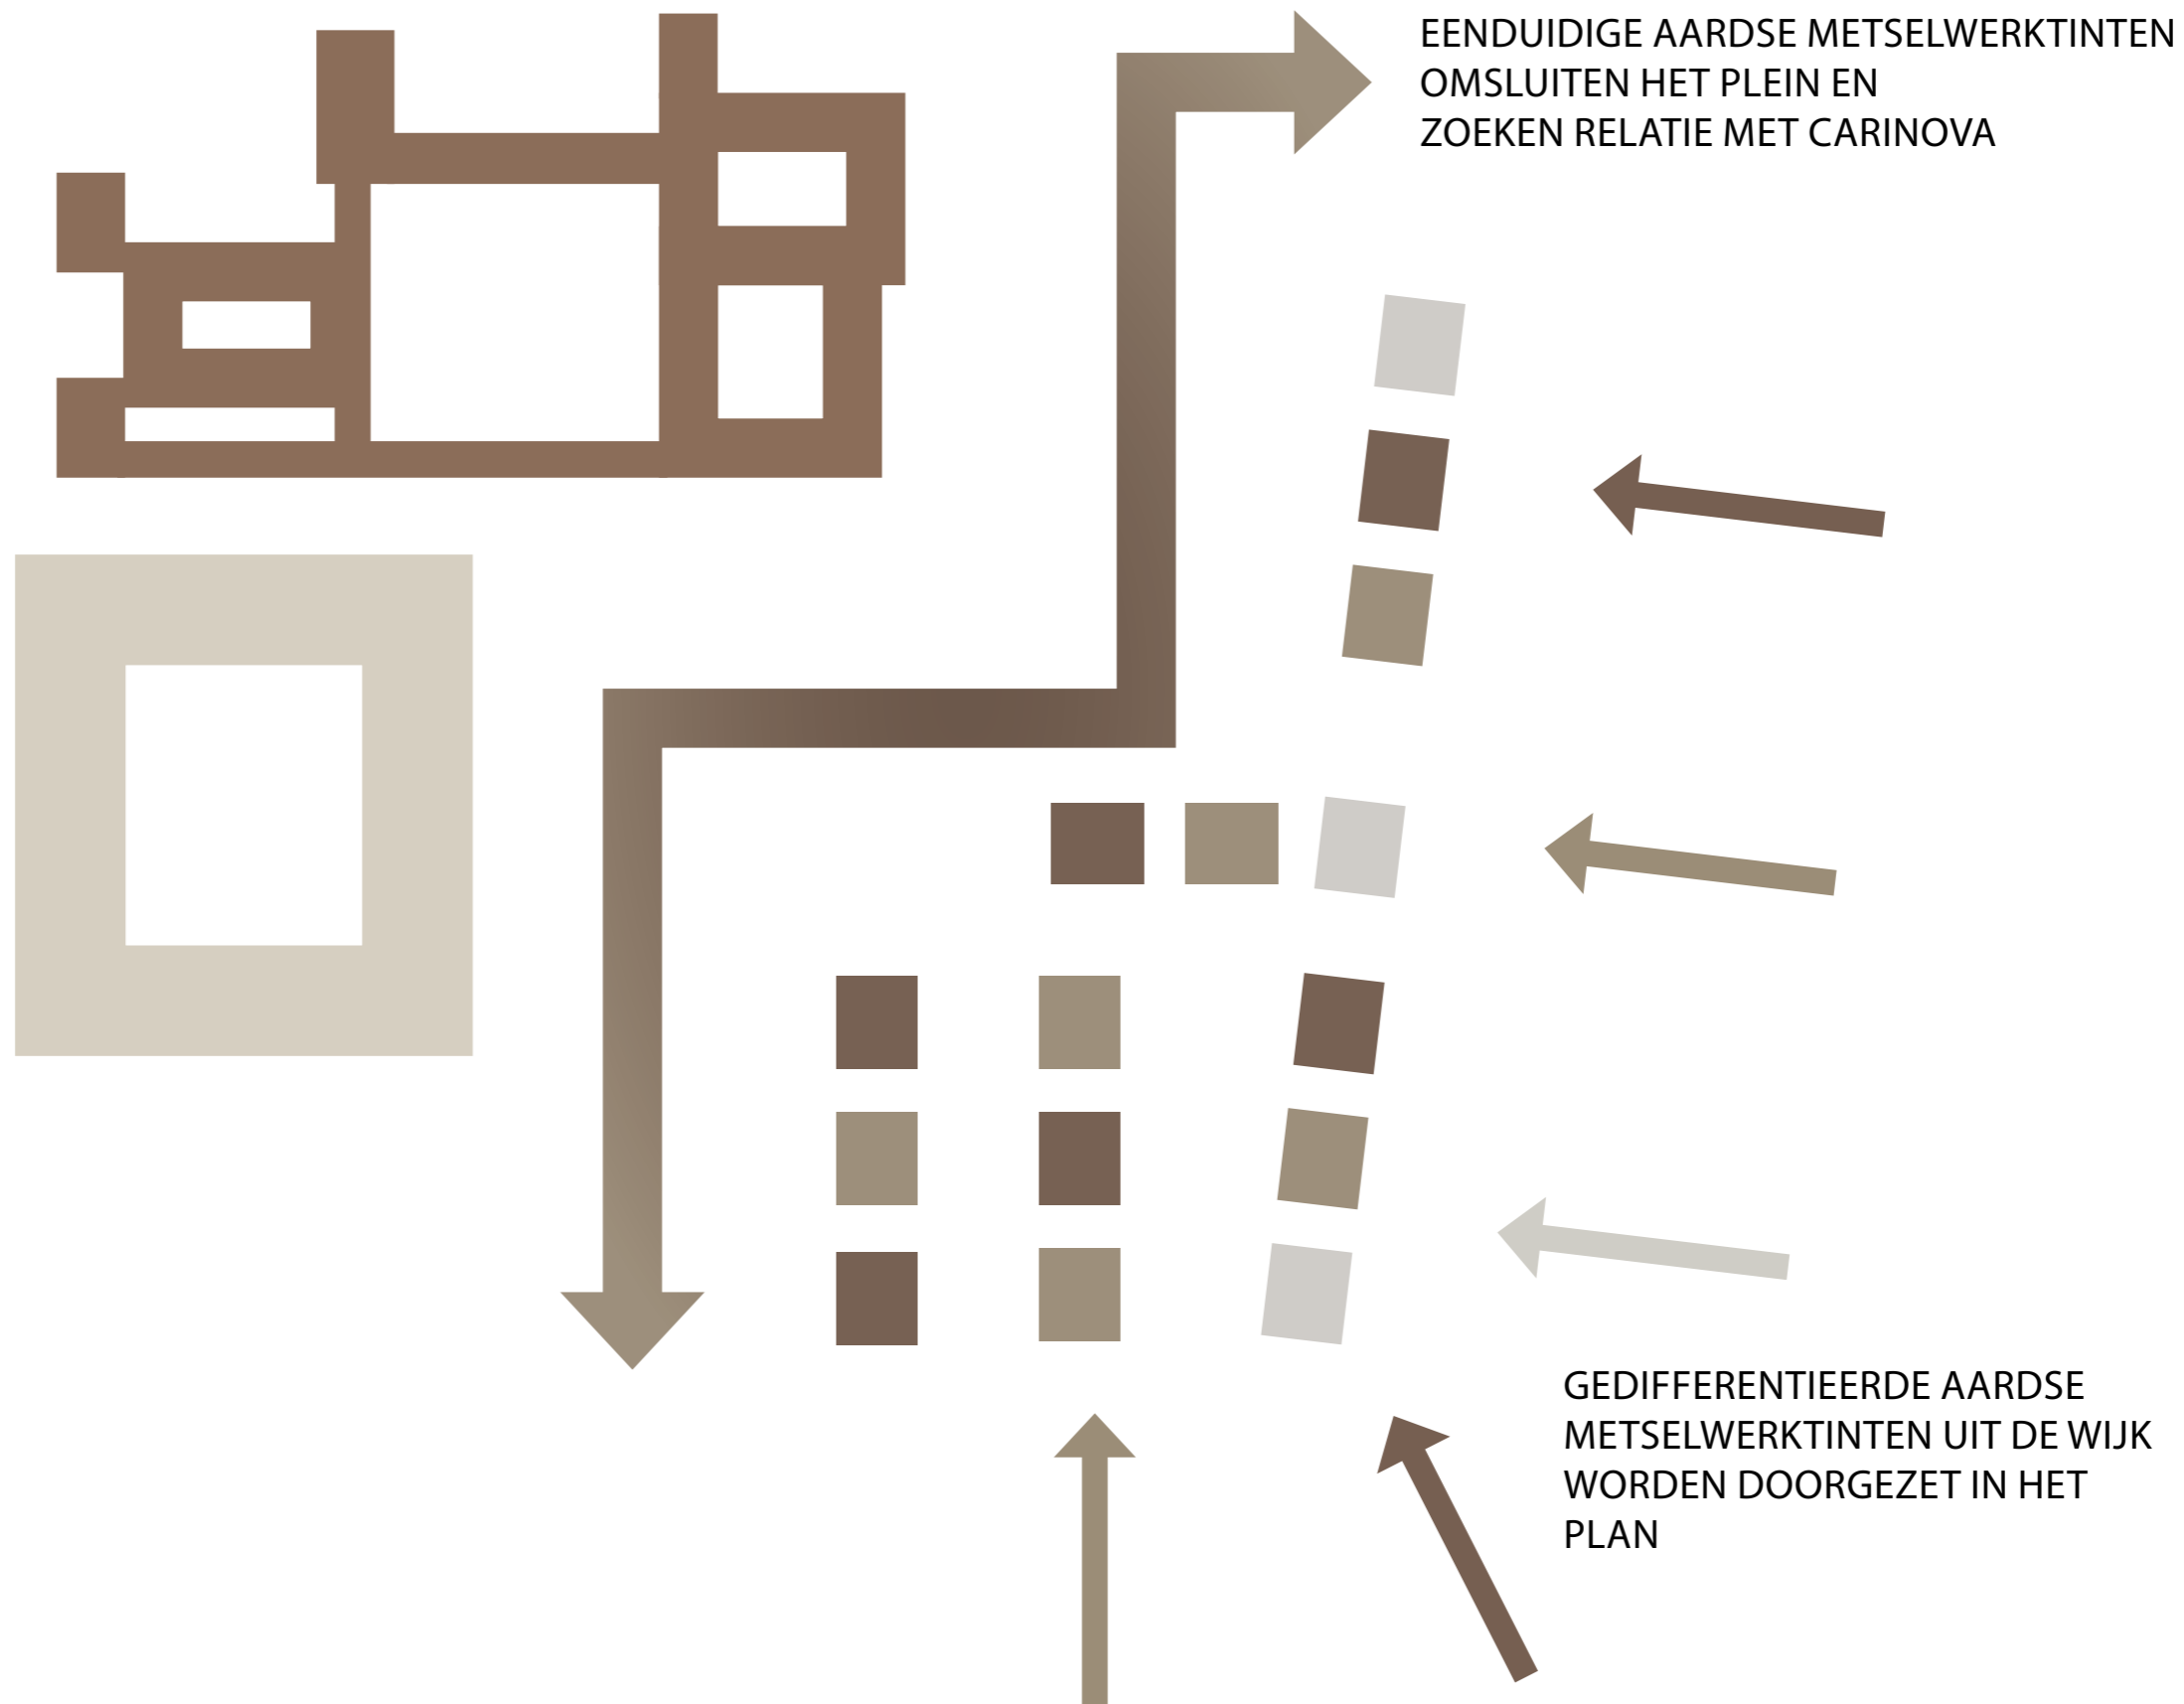 EENDUIDIGE AARDSE METSELWERKTINTEN
OMSLUITEN HET PLEIN EN
ZOEKEN RELATIE MET CARINOVA
GEDIFFERENTIEERDE AARDSE
METSELWERKTINTEN UIT DE WIJK
WORDEN DOORGEZET IN HET
PLAN